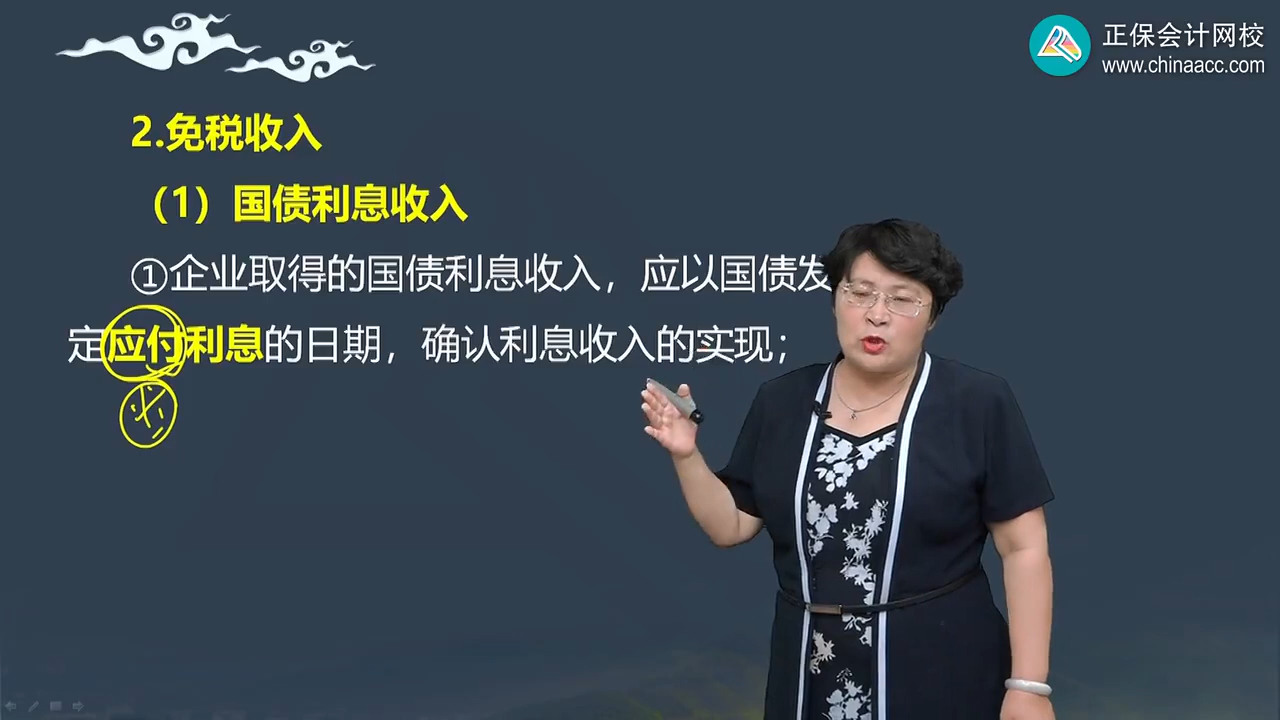 正保会计网校
www.chinaacc.com
2.免税收入
（1）国债利息收入
①企业取得的国债利息收入，应以国债发
定应付利息的日期，确认利息收入的实现；